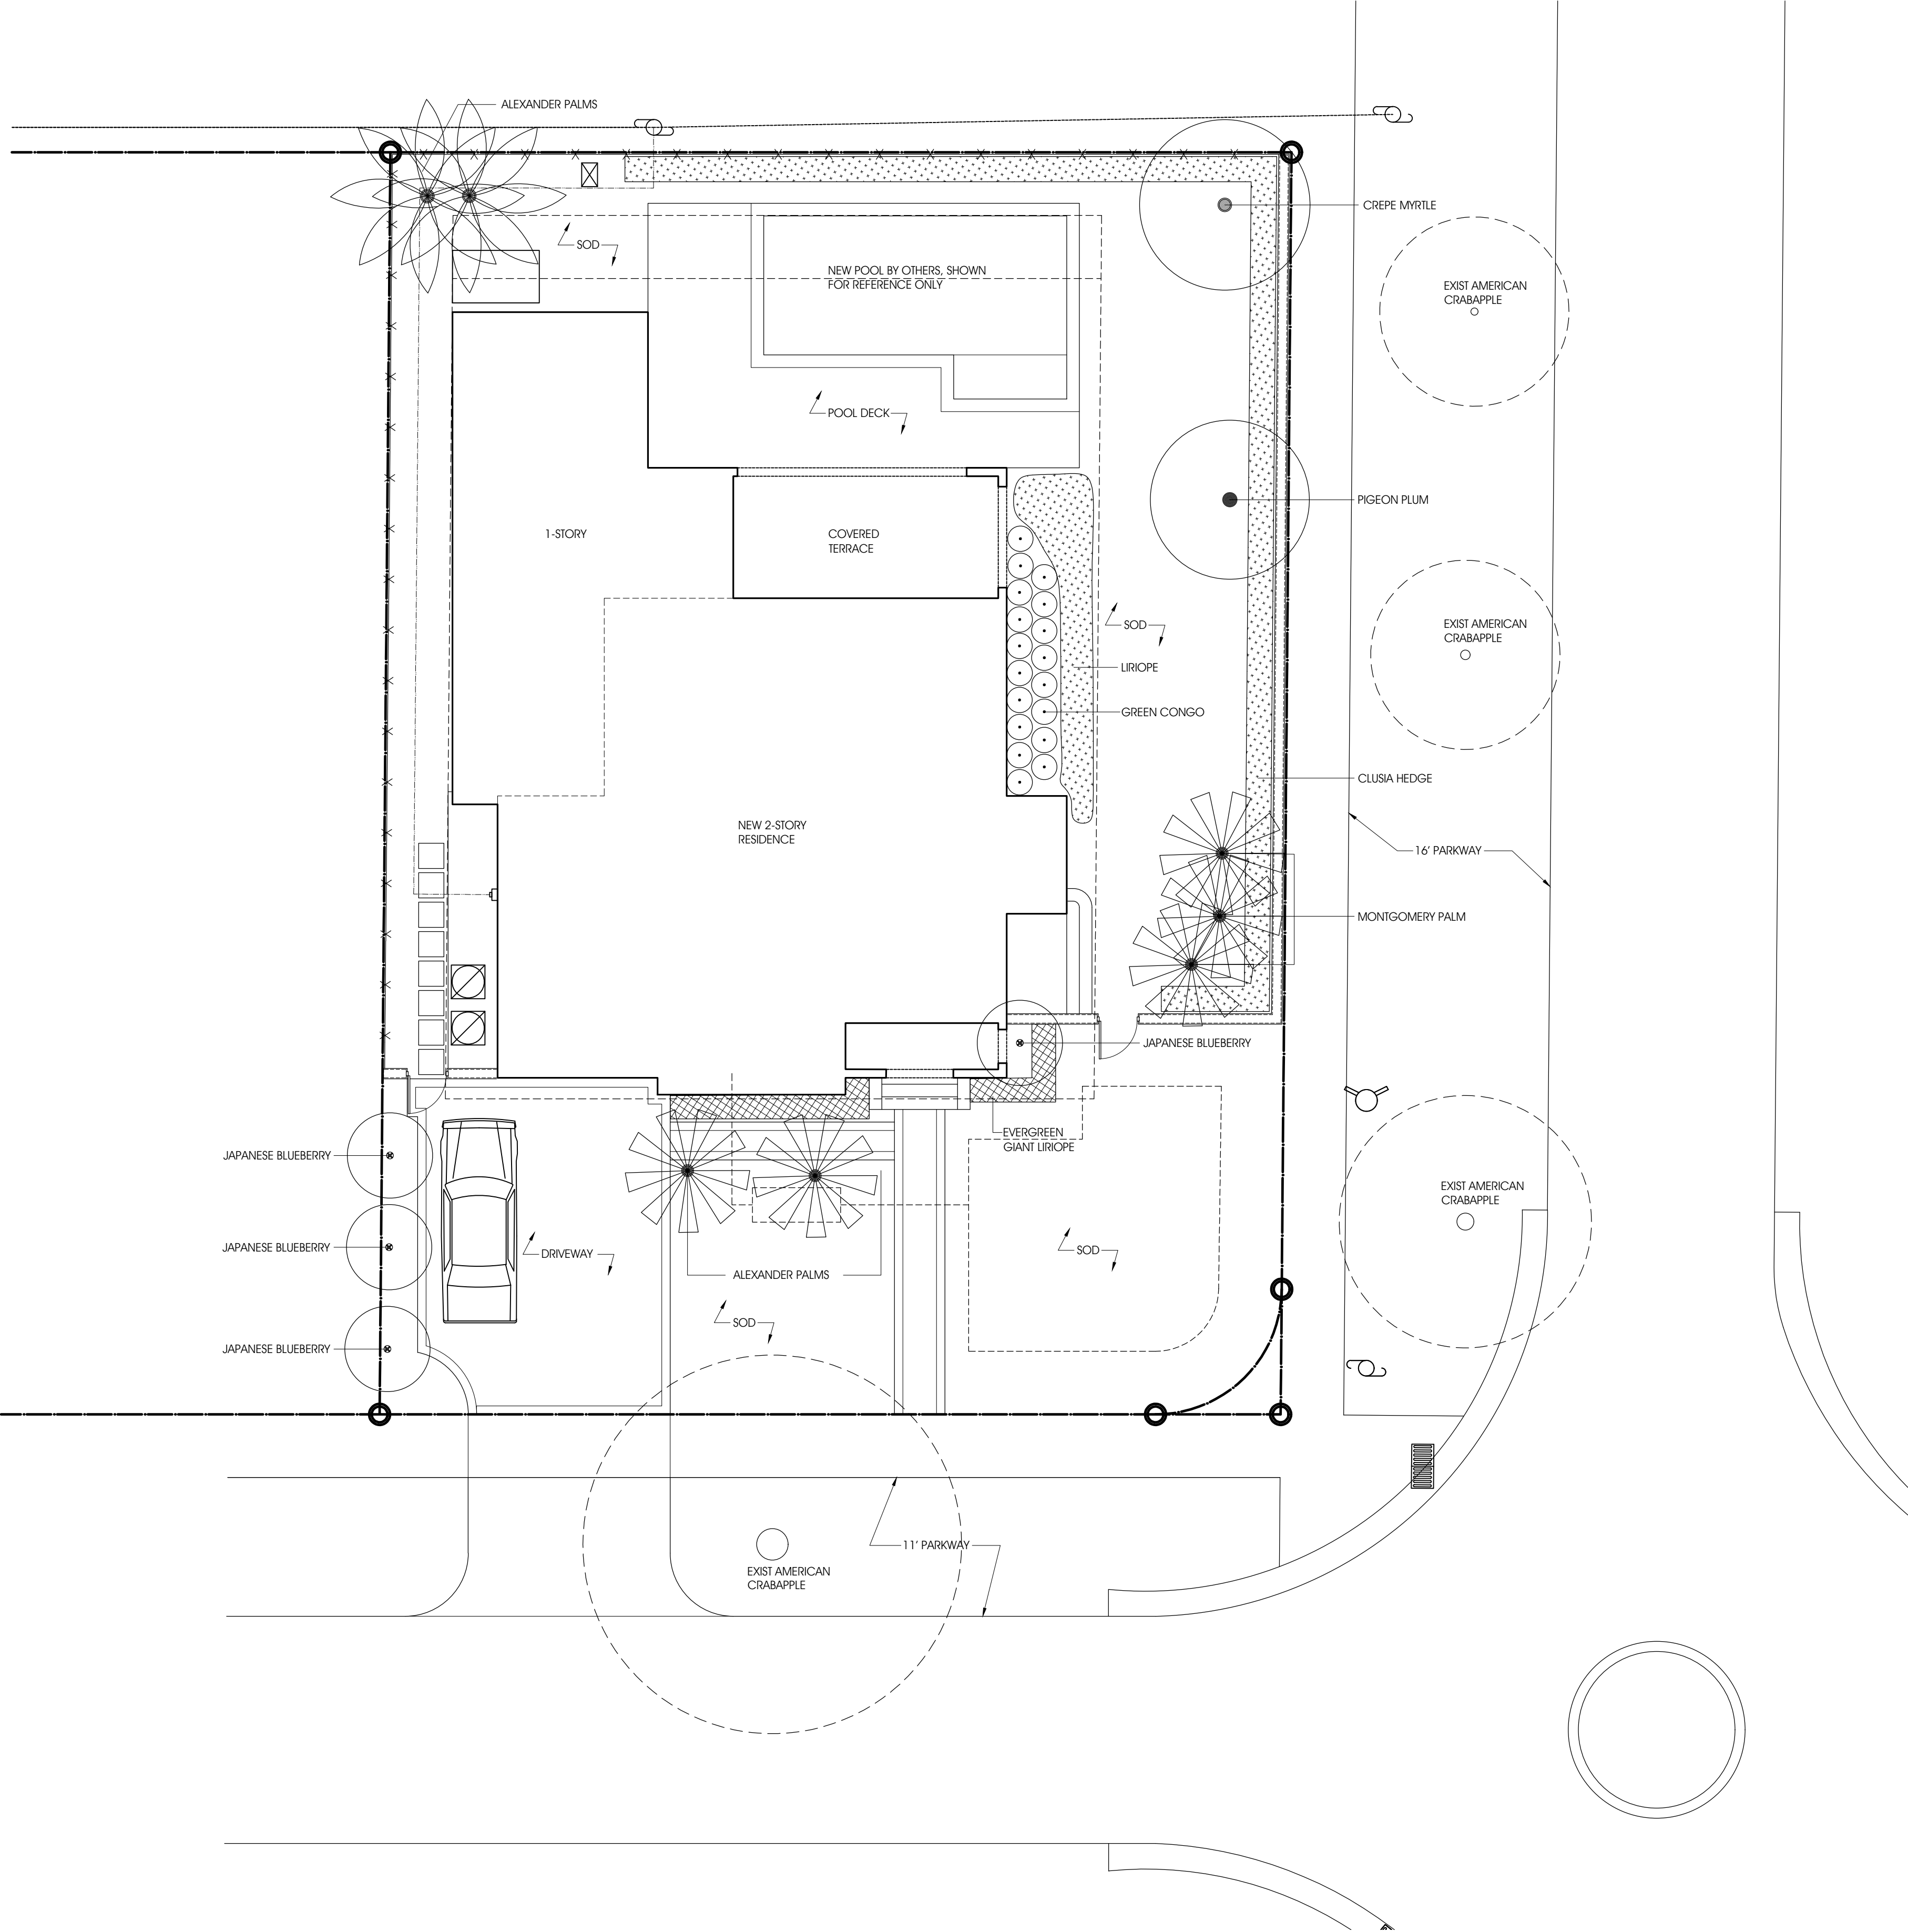 ALEXANDER PALMS
CREPE MYRTLE
SOD
NEW POOL BY OTHERS, SHOWN
FOR REFERENCE ONLY
EXIST AMERICAN
CRABAPPLE
POOL DECK
PIGEON PLUM
1-STORY
COVERED
TERRACE
SOD
EXIST AMERICAN
CRABAPPLE
LIRIOPE
GREEN CONGO
CLUSIA HEDGE
NEW 2-STORY
RESIDENCE
16' PARKWAY
MONTGOMERY PALM
JAPANESE BLUEBERRY
EVERGREEN
GIANT LIRIOPE
JAPANESE BLUEBERRY
EXIST AMERICAN
CRABAPPLE
JAPANESE BLUEBERRY
DRIVEWAY
SOD
ALEXANDER PALMS
SOD
JAPANESE BLUEBERRY
11' PARKWAY
EXIST AMERICAN
CRABAPPLE